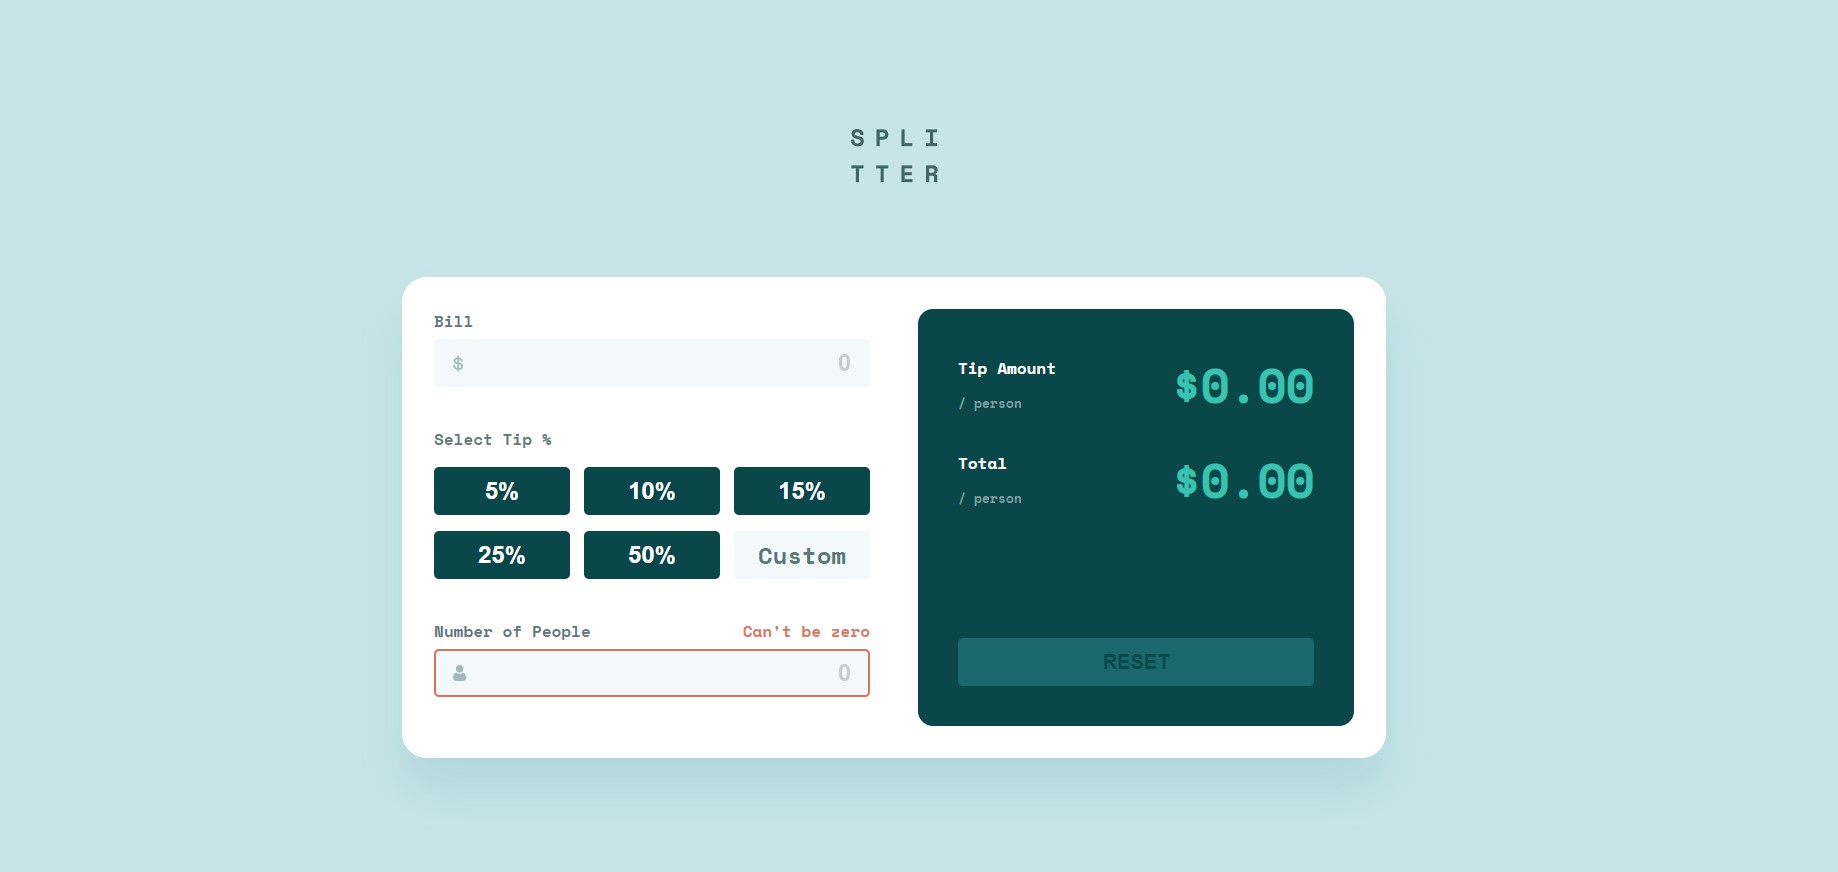 SPLI
TTER
Bill
$ 0
Select Tip %
5% 10% 15%
25% 50% Custom
Number of People Can't be zero
0
Tip Amount
/ person
$0.00
Total
/ person
$0.00
RESET